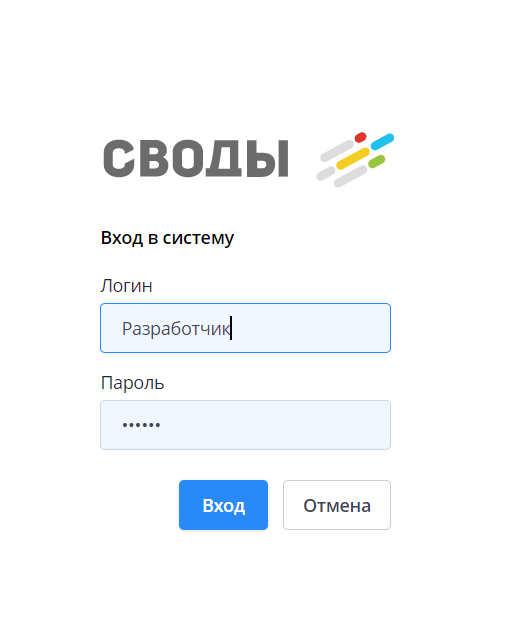 СВОДЫ
Вход в систему
Логин
Разработчик
Пароль
••••••
Вход Отмена